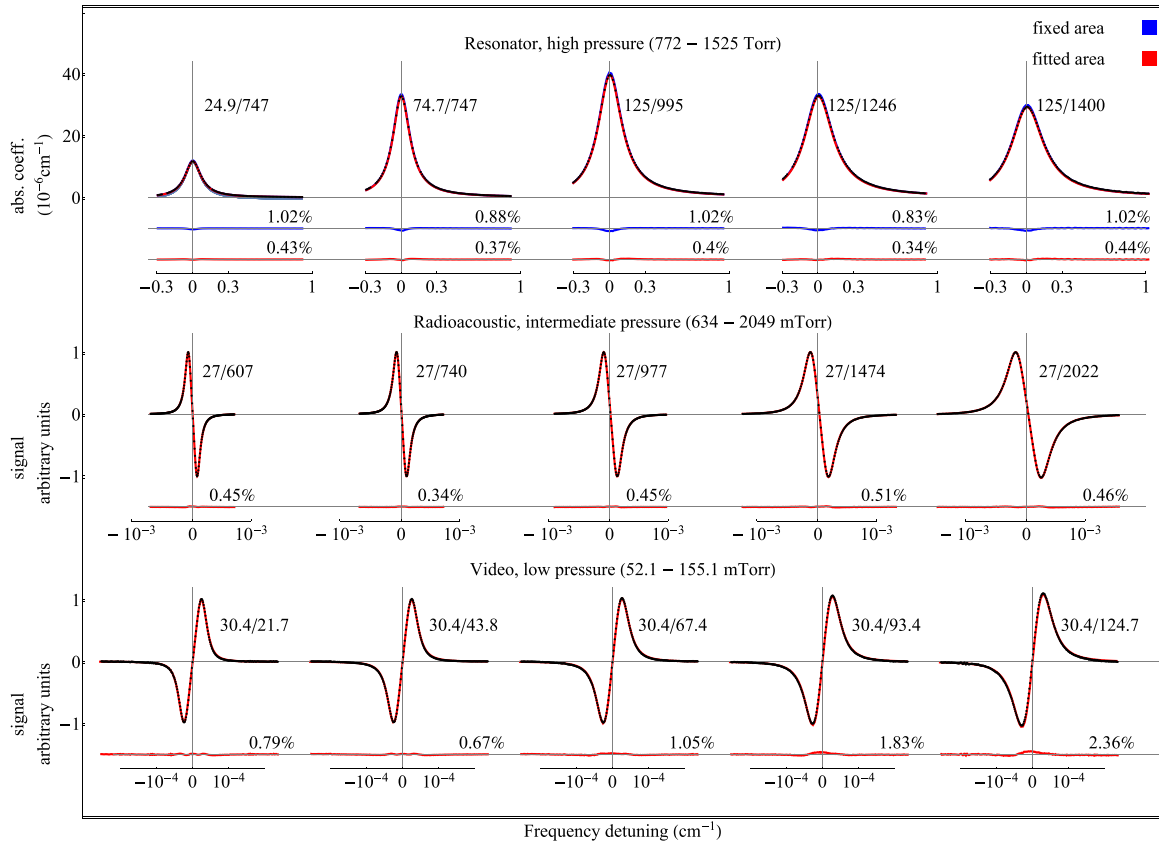 fixed area
Resonator, high pressure (772 − 1525 Torr)
fitted area
abs. coeff.
(10⁻⁶cm⁻¹)
40
20
0
24.9/747 74.7/747 125/995 125/1246 125/1400
1.02% 0.88% 1.02% 0.83% 1.02%
0.43% 0.37% 0.4% 0.34% 0.44%
−0.3 0 0.3 1 −0.3 0 0.3 1 −0.3 0 0.3 1 −0.3 0 0.3 1 −0.3 0 0.3 1
Radioacoustic, intermediate pressure (634 − 2049 mTorr)
signal
arbitrary units
1
0
−1
27/607 27/740 27/977 27/1474 27/2022
0.45% 0.34% 0.45% 0.51% 0.46%
−10⁻³ 0 10⁻³ −10⁻³ 0 10⁻³ −10⁻³ 0 10⁻³ −10⁻³ 0 10⁻³ −10⁻³ 0 10⁻³
Video, low pressure (52.1 − 155.1 mTorr)
signal
arbitrary units
1
0
−1
30.4/21.7 30.4/43.8 30.4/67.4 30.4/93.4 30.4/124.7
0.79% 0.67% 1.05% 1.83% 2.36%
−10⁻⁴ 0 10⁻⁴ −10⁻⁴ 0 10⁻⁴ −10⁻⁴ 0 10⁻⁴ −10⁻⁴ 0 10⁻⁴ −10⁻⁴ 0 10⁻⁴
Frequency detuning (cm⁻¹)